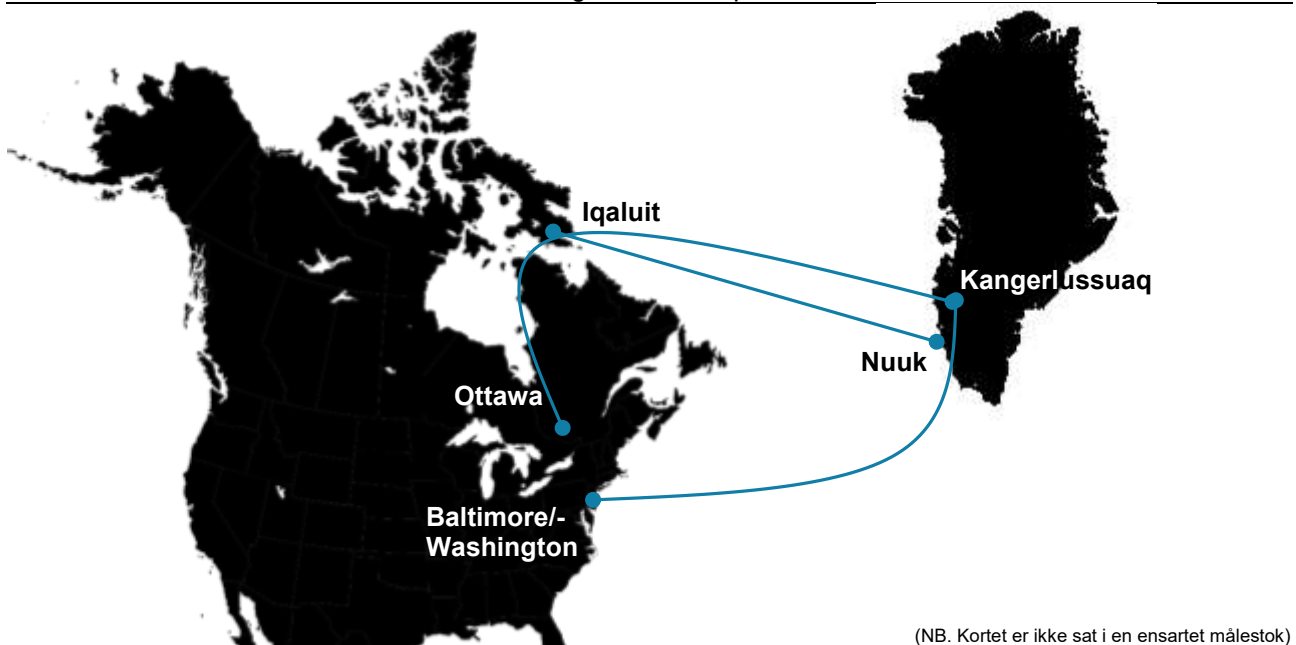 Iqaluit
Kangerlussuaq
Nuuk
Ottawa
Baltimore/-
Washington
(NB. Kortet er ikke sat i en ensartet målestok)